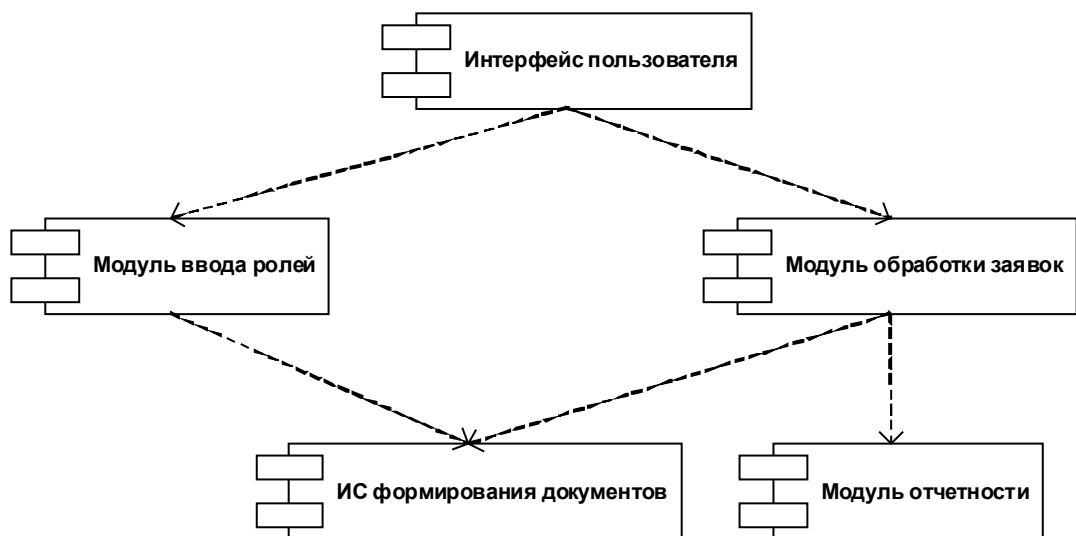 Интерфейс пользователя
Модуль ввода ролей
Модуль обработки заявок
ИС формирования документов
Модуль отчетности